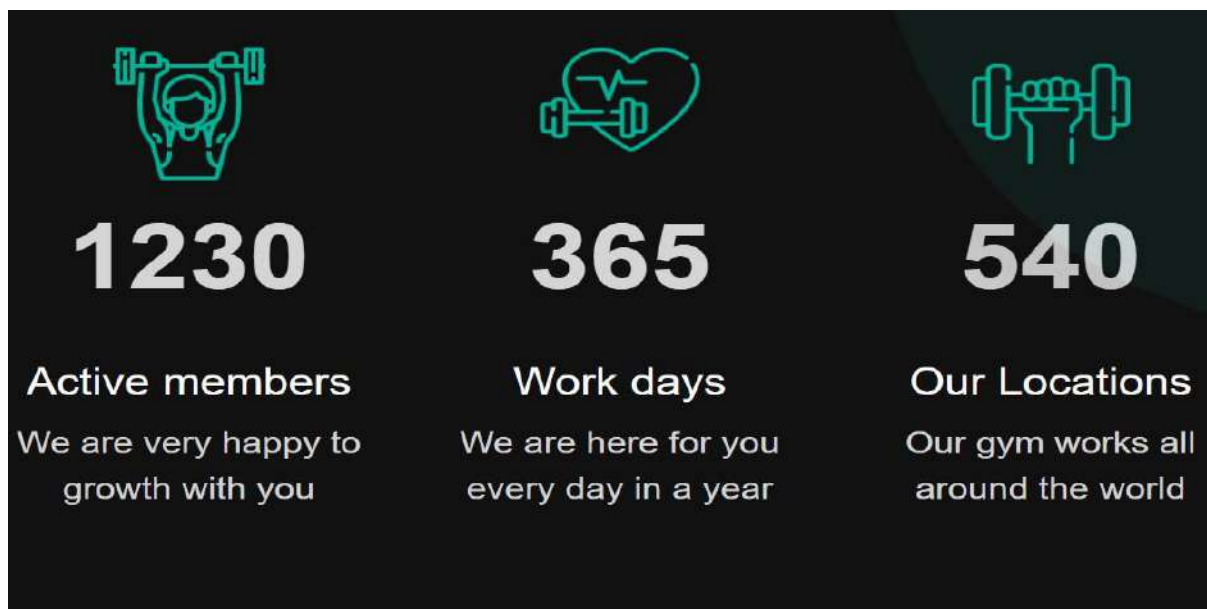 1230
Active members
We are very happy to
growth with you
365
Work days
We are here for you
every day in a year
540
Our Locations
Our gym works all
around the world